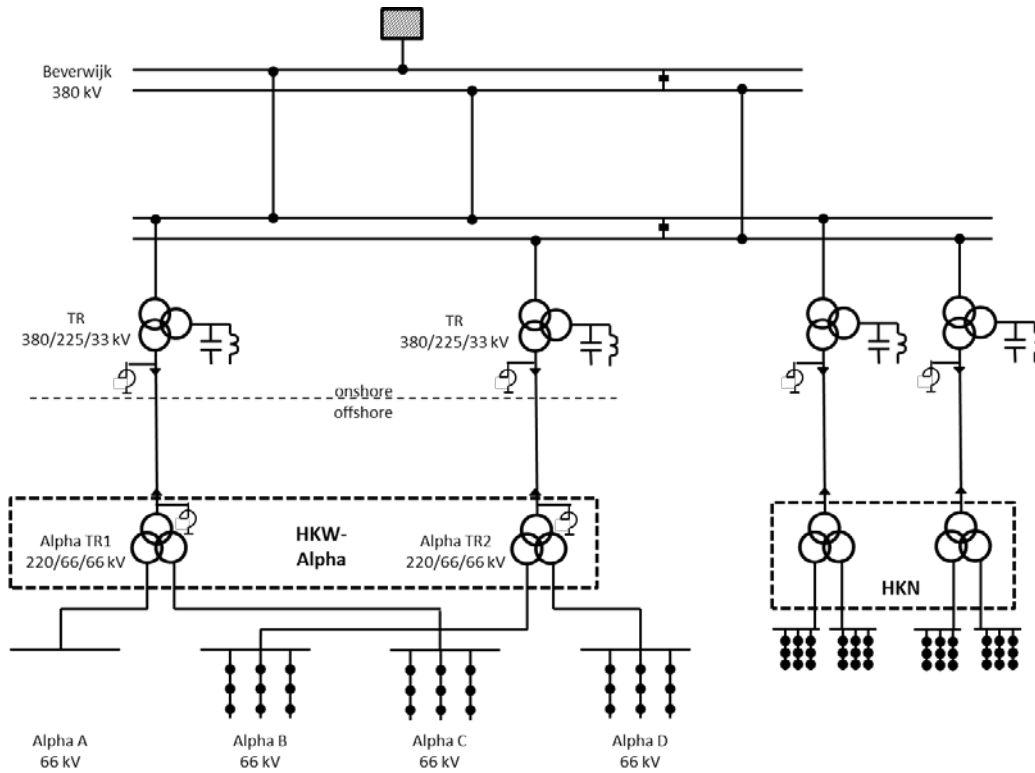 Beverwijk
380 kV
TR
380/225/33 kV
TR
380/225/33 kV
onshore
offshore
Alpha TR1
220/66/66 kV
HKW-
Alpha
Alpha TR2
220/66/66 kV
HKN
Alpha A
66 kV
Alpha B
66 kV
Alpha C
66 kV
Alpha D
66 kV